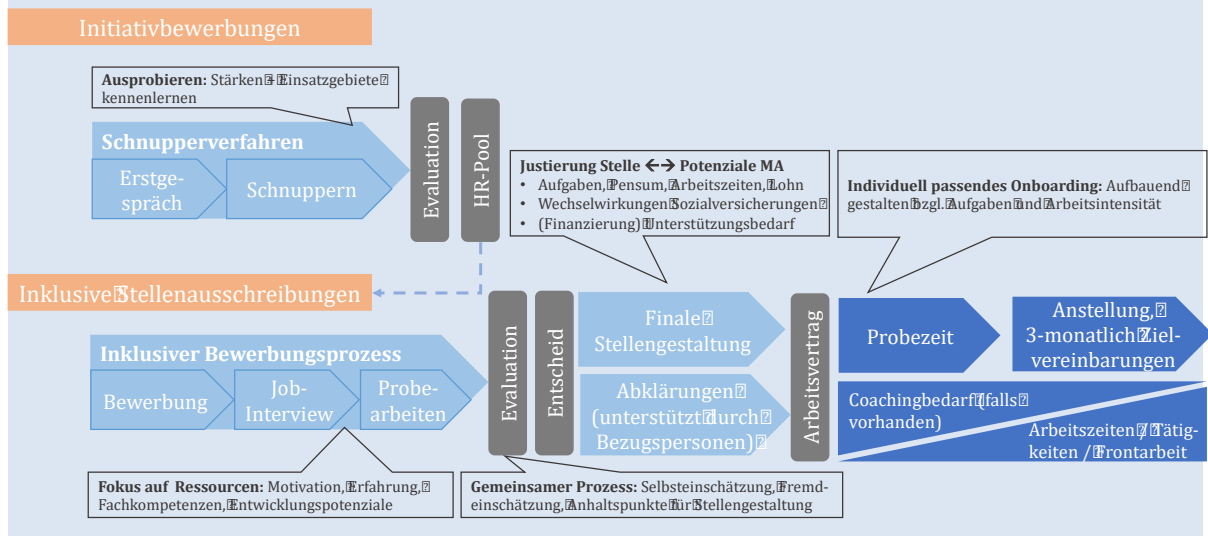 Initiativbewerbungen
Ausprobieren: Stärken + Einsatzgebiete
kennenlernen
Schnupperverfahren
Erstge-
spräch
Schnuppern
Evaluation
HR-Pool
Justierung Stelle ←→ Potenziale MA
• Aufgaben, Pensum, Arbeitszeiten, Lohn
• Wechselwirkungen Sozialversicherungen
• (Finanzierung) Unterstützungsbedarf
Individuell passendes Onboarding: Aufbauend
gestalten bzgl. Aufgaben und Arbeitsintensität
Inklusive Stellenausschreibungen
Inklusiver Bewerbungsprozess
Bewerbung
Job-
Interview
Probe-
arbeiten
Evaluation
Entscheid
Finale
Stellengestaltung
Abklärungen
(unterstützt durch
Bezugspersonen)
Arbeitsvertrag
Probezeit
Anstellung,
3-monatlich Ziel-
vereinbarungen
Coachingbedarf (falls
vorhanden)
Arbeitszeiten / Tätig-
keiten / Frontarbeit
Fokus auf Ressourcen: Motivation, Erfahrung,
Fachkompetenzen, Entwicklungspotenziale
Gemeinsamer Prozess: Selbsteinschätzung, Fremd-
einschätzung, Anhaltspunkte für Stellengestaltung